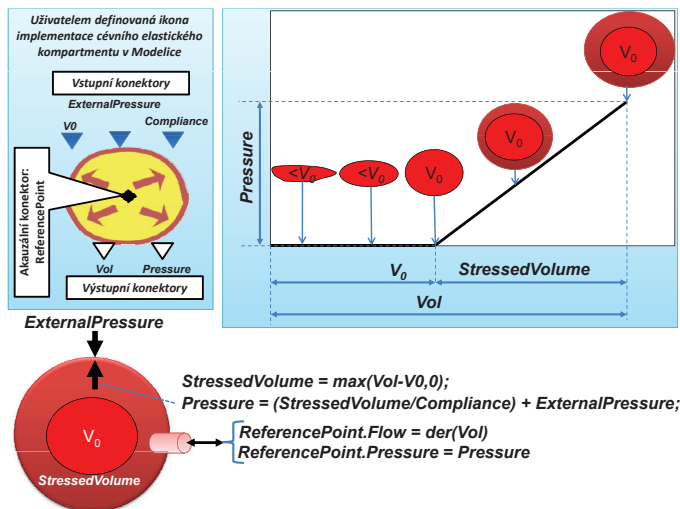 Uživatelem definovaná ikona
implementace cévního elastického
kompartmentu v Modelice
Vstupní konektory
ExternalPressure
V0
Compliance
Akauzální konektor:
ReferencePoint
Vol
Pressure
Výstupní konektory
Pressure
<V0
<V0
V0
V0
V0
V0
StressedVolume
Vol
ExternalPressure
V0
StressedVolume
StressedVolume = max(Vol-V0,0);
Pressure = (StressedVolume/Compliance) + ExternalPressure;
ReferencePoint.Flow = der(Vol)
ReferencePoint.Pressure = Pressure